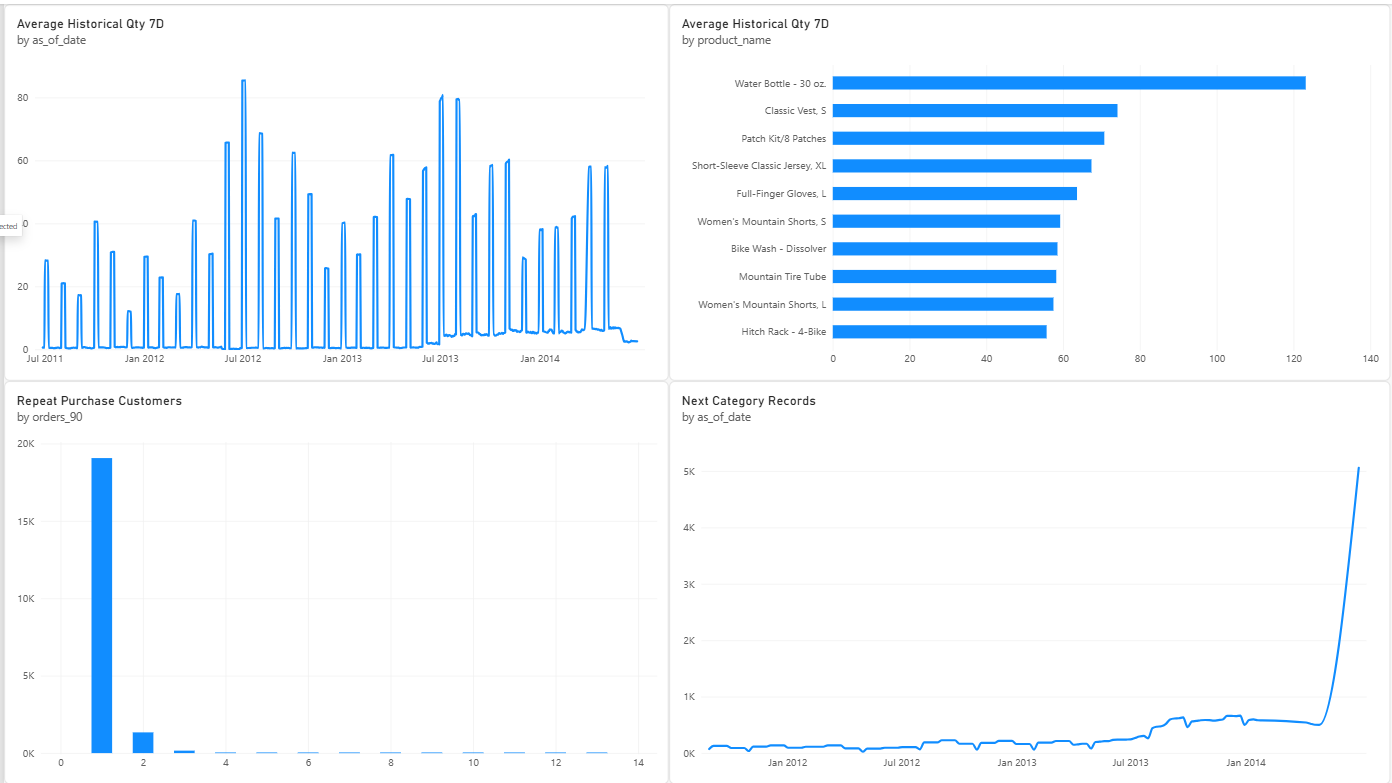 Average Historical Qty 7D
by as_of_date
80
60
0
20
0
Jul 2011
Jan 2012
Jul 2012
Jan 2013
Jul 2013
Jan 2014
ected
Average Historical Qty 7D
by product_name
Water Bottle - 30 oz.
Classic Vest, S
Patch Kit/8 Patches
Short-Sleeve Classic Jersey, XL
Full-Finger Gloves, L
Women's Mountain Shorts, S
Bike Wash - Dissolver
Mountain Tire Tube
Women's Mountain Shorts, L
Hitch Rack - 4-Bike
0
20
40
60
80
100
120
140
Repeat Purchase Customers
by orders_90
20K
15K
10K
5K
0K
0
2
4
6
8
10
12
14
Next Category Records
by as_of_date
5K
4K
3K
2K
1K
0K
Jan 2012
Jul 2012
Jan 2013
Jul 2013
Jan 2014